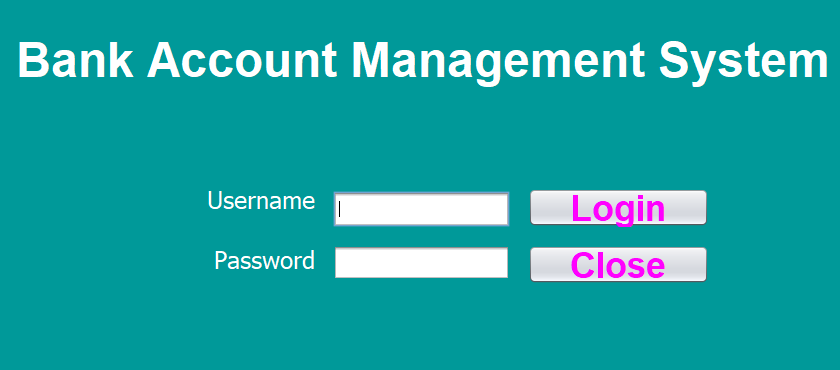 Bank Account Management System
Username
Login
Password
Close